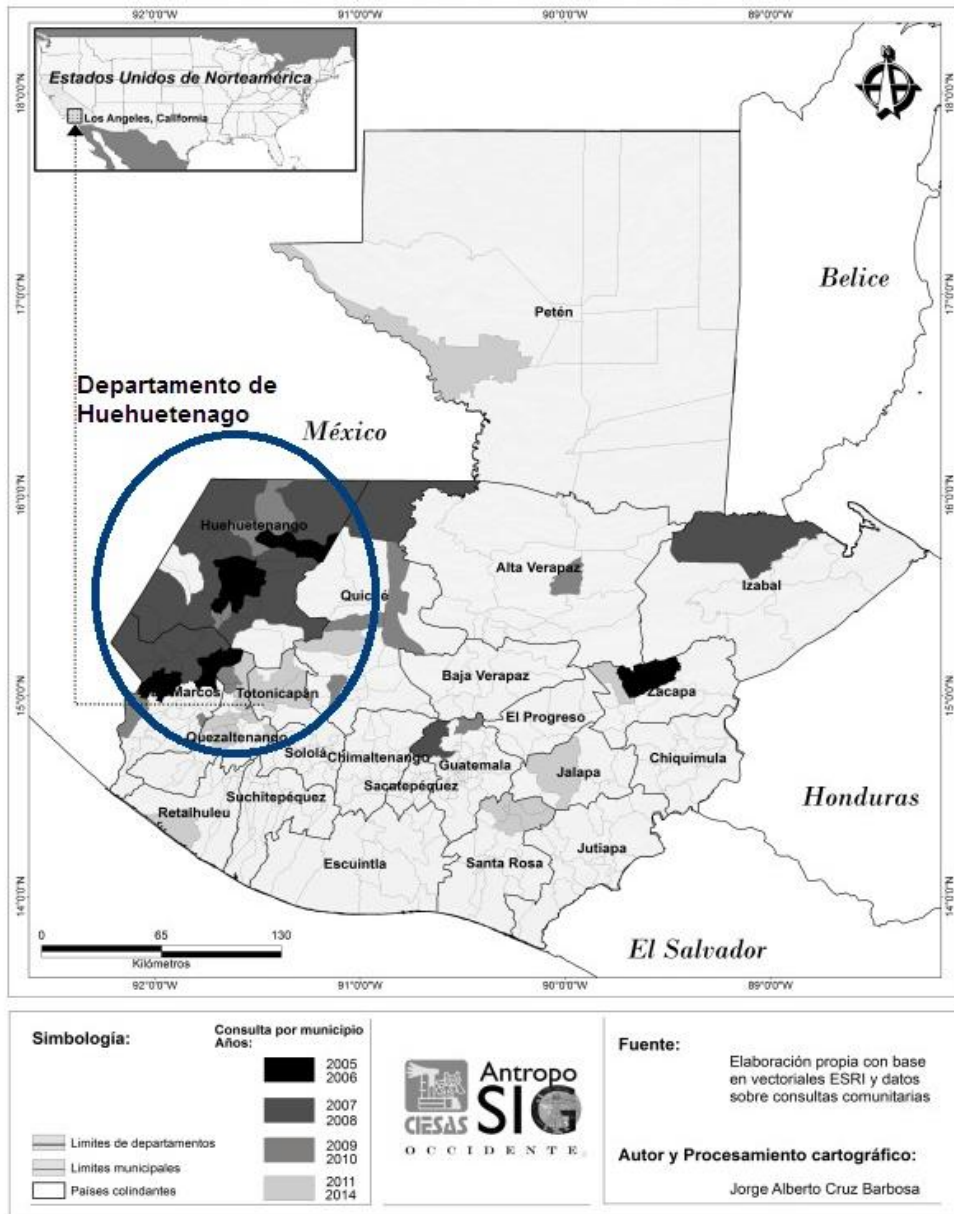 92°0'0"W
91°0'0"W
90°0'0"W
89°0'0"W
Estados Unidos de Norteamérica
Los Angeles, California
18°0'0"N
18°0'0"N
17°0'0"N
17°0'0"N
Belice
Petén
Departamento de
Huehuetenago
México
16°0'0"N
16°0'0"N
Huehuetenango
Alta Verapaz
Izabal
Quiché
15°0'0"N
15°0'0"N
Marcos
Totonicapán
Baja Verapaz
Zacapa
El Progreso
Quezaltenango
Sololá
Chimaltenango
Guatemala
Chiquimula
Jalapa
Sacatepéquez
Suchitepéquez
Retalhuleu
Honduras
Jutiapa
Escuintla
Santa Rosa
14°0'0"N
14°0'0"N
0 65 130
Kilómetros
El Salvador
92°0'0"W
91°0'0"W
90°0'0"W
89°0'0"W
Simbología:
Limites de departamentos
Limites municipales
Países colindantes
Consulta por municipio
Años:
2005
2006
2007
2008
2009
2010
2011
2014
CIESAS
Antropo
SIG
OCCIDENTE
Fuente:
Elaboración propia con base
en vectoriales ESRI y datos
sobre consultas comunitarias
Autor y Procesamiento cartográfico:
Jorge Alberto Cruz Barbosa